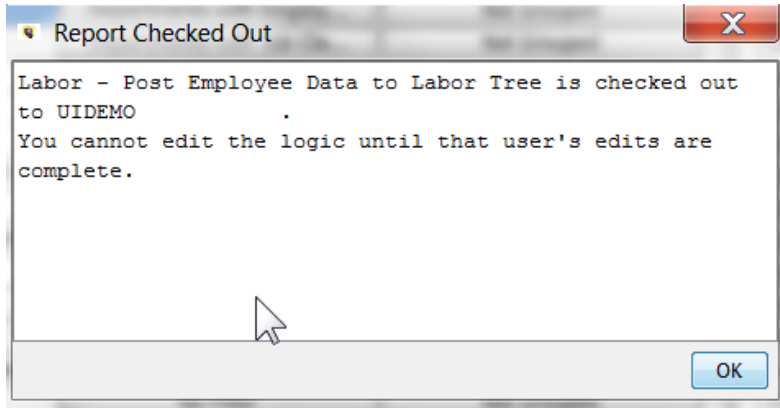 Report Checked Out
Labor - Post Employee Data to Labor Tree is checked out
to UIDEMO .
You cannot edit the logic until that user's edits are
complete.
OK